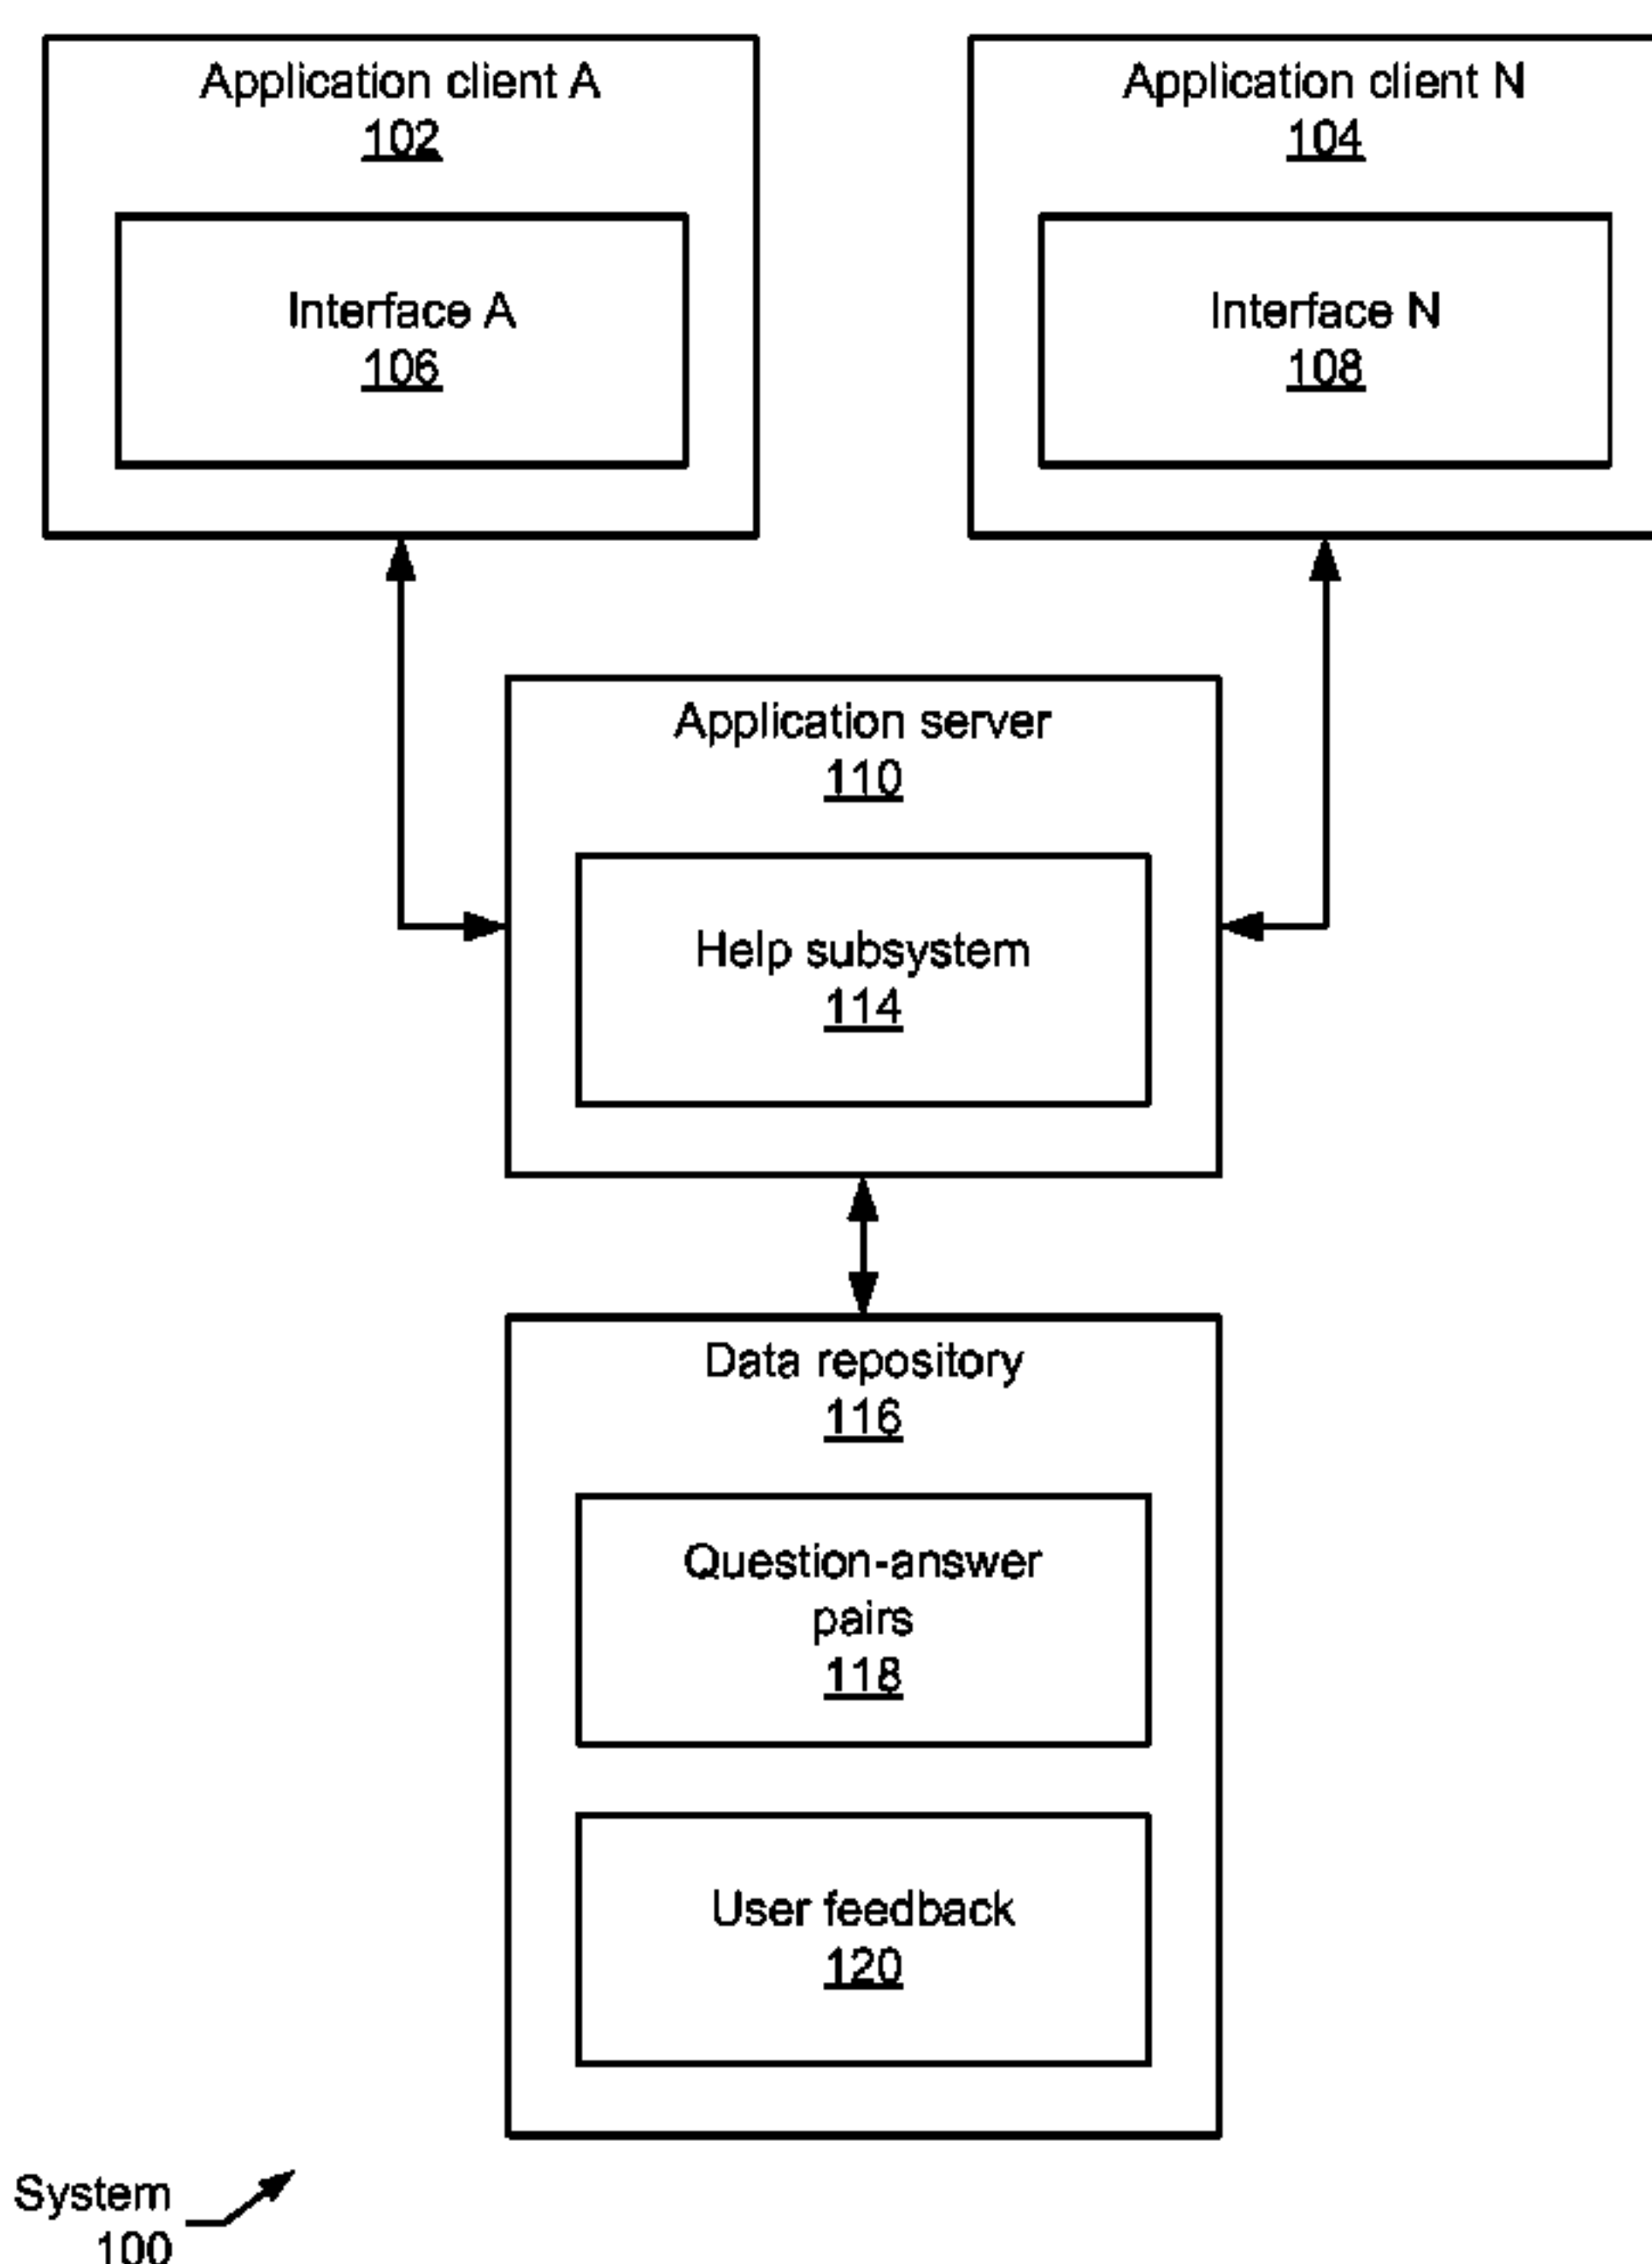 Application client A
102
Interface A
106
Application client N
104
Interface N
108
Application server
110
Help subsystem
114
Data repository
116
Question-answer
pairs
118
User feedback
120
System
100